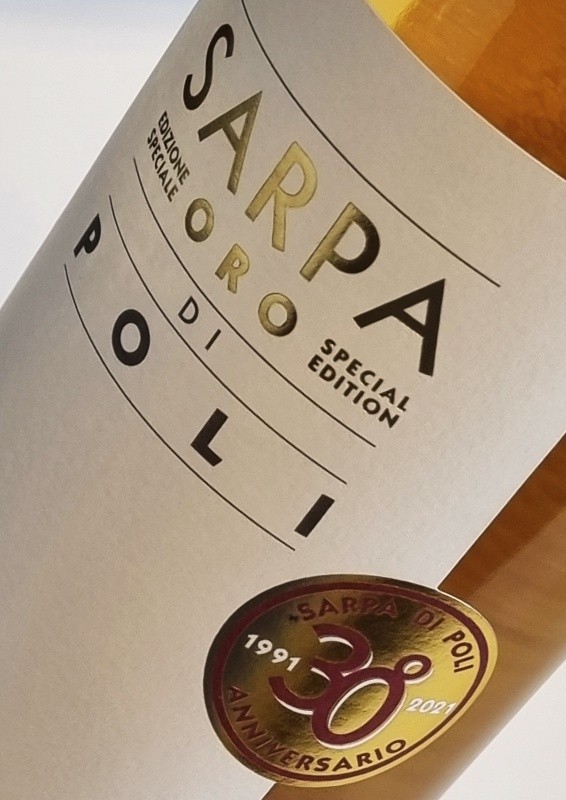 SARPA
EDIZIONE
SPECIALE
ORO
SPECIAL
EDITION
DI
POLI
SARPA DI POLI
1991
30°
2021
ANNIVERSARIO